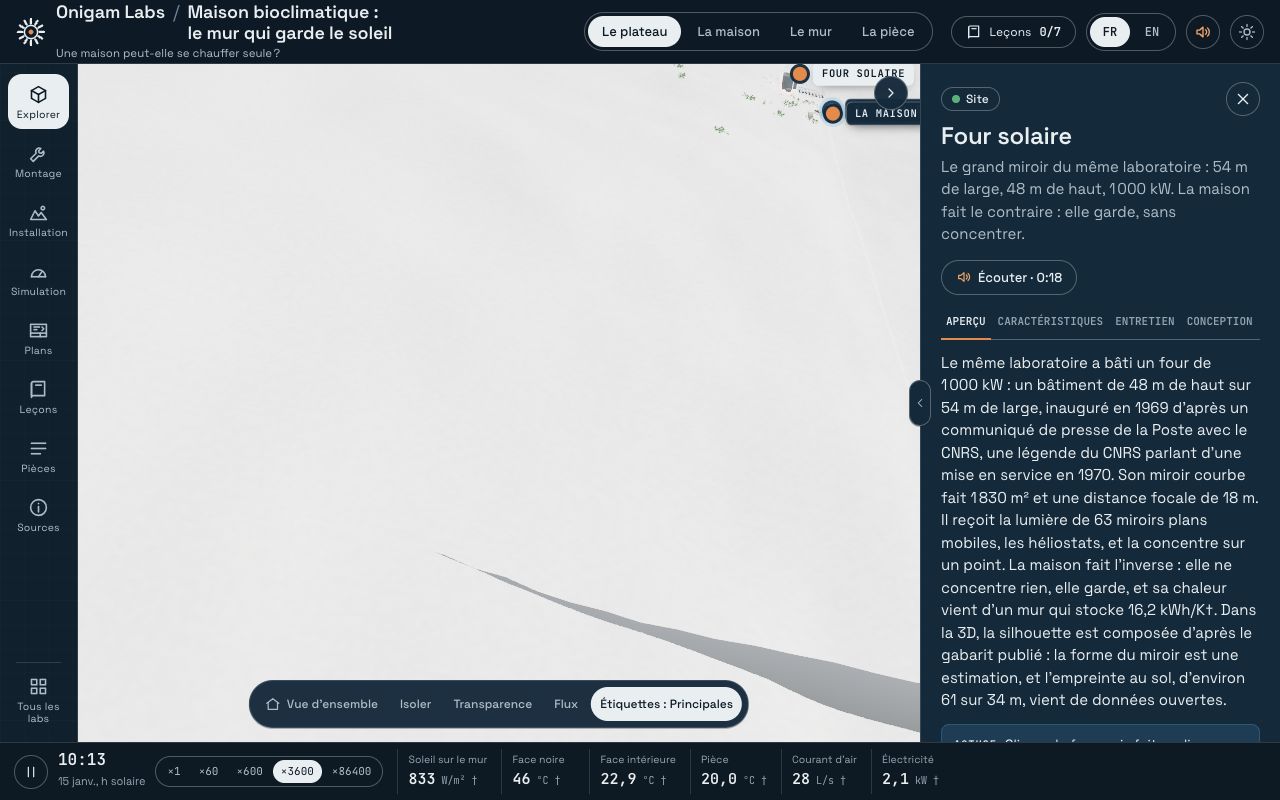 Onigam Labs / Maison bioclimatique :
le mur qui garde le soleil
Une maison peut-elle se chauffer seule ?
Le plateau La maison Le mur La pièce
Leçons 0/7
FR EN
Explorer
Montage
Installation
Simulation
Plans
Leçons
Pièces
Sources
Tous les
labs
FOUR SOLAIRE
LA MAISON
Vue d'ensemble Isoler Transparence Flux Étiquettes : Principales
Site
Four solaire
Le grand miroir du même laboratoire : 54 m
de large, 48 m de haut, 1 000 kW. La maison
fait le contraire : elle garde, sans
concentrer.
Écouter · 0:18
APERÇU CARACTÉRISTIQUES ENTRETIEN CONCEPTION
Le même laboratoire a bâti un four de
1 000 kW : un bâtiment de 48 m de haut sur
54 m de large, inauguré en 1969 d'après un
communiqué de presse de la Poste avec le
CNRS, une légende du CNRS parlant d'une
mise en service en 1970. Son miroir courbe
fait 1 830 m² et une distance focale de 18 m.
Il reçoit la lumière de 63 miroirs plans
mobiles, les héliostats, et la concentre sur
un point. La maison fait l'inverse : elle ne
concentre rien, elle garde, et sa chaleur
vient d'un mur qui stocke 16,2 kWh/K†. Dans
la 3D, la silhouette est composée d'après le
gabarit publié : la forme du miroir est une
estimation, et l'empreinte au sol, d'environ
61 sur 34 m, vient de données ouvertes.
10:13
15 janv., h solaire
×1 ×60 ×600 ×3600 ×86400
Soleil sur le mur
833 W/m² †
Face noire
46 °C †
Face intérieure
22,9 °C †
Pièce
20,0 °C †
Courant d'air
28 L/s †
Électricité
2,1 kW †